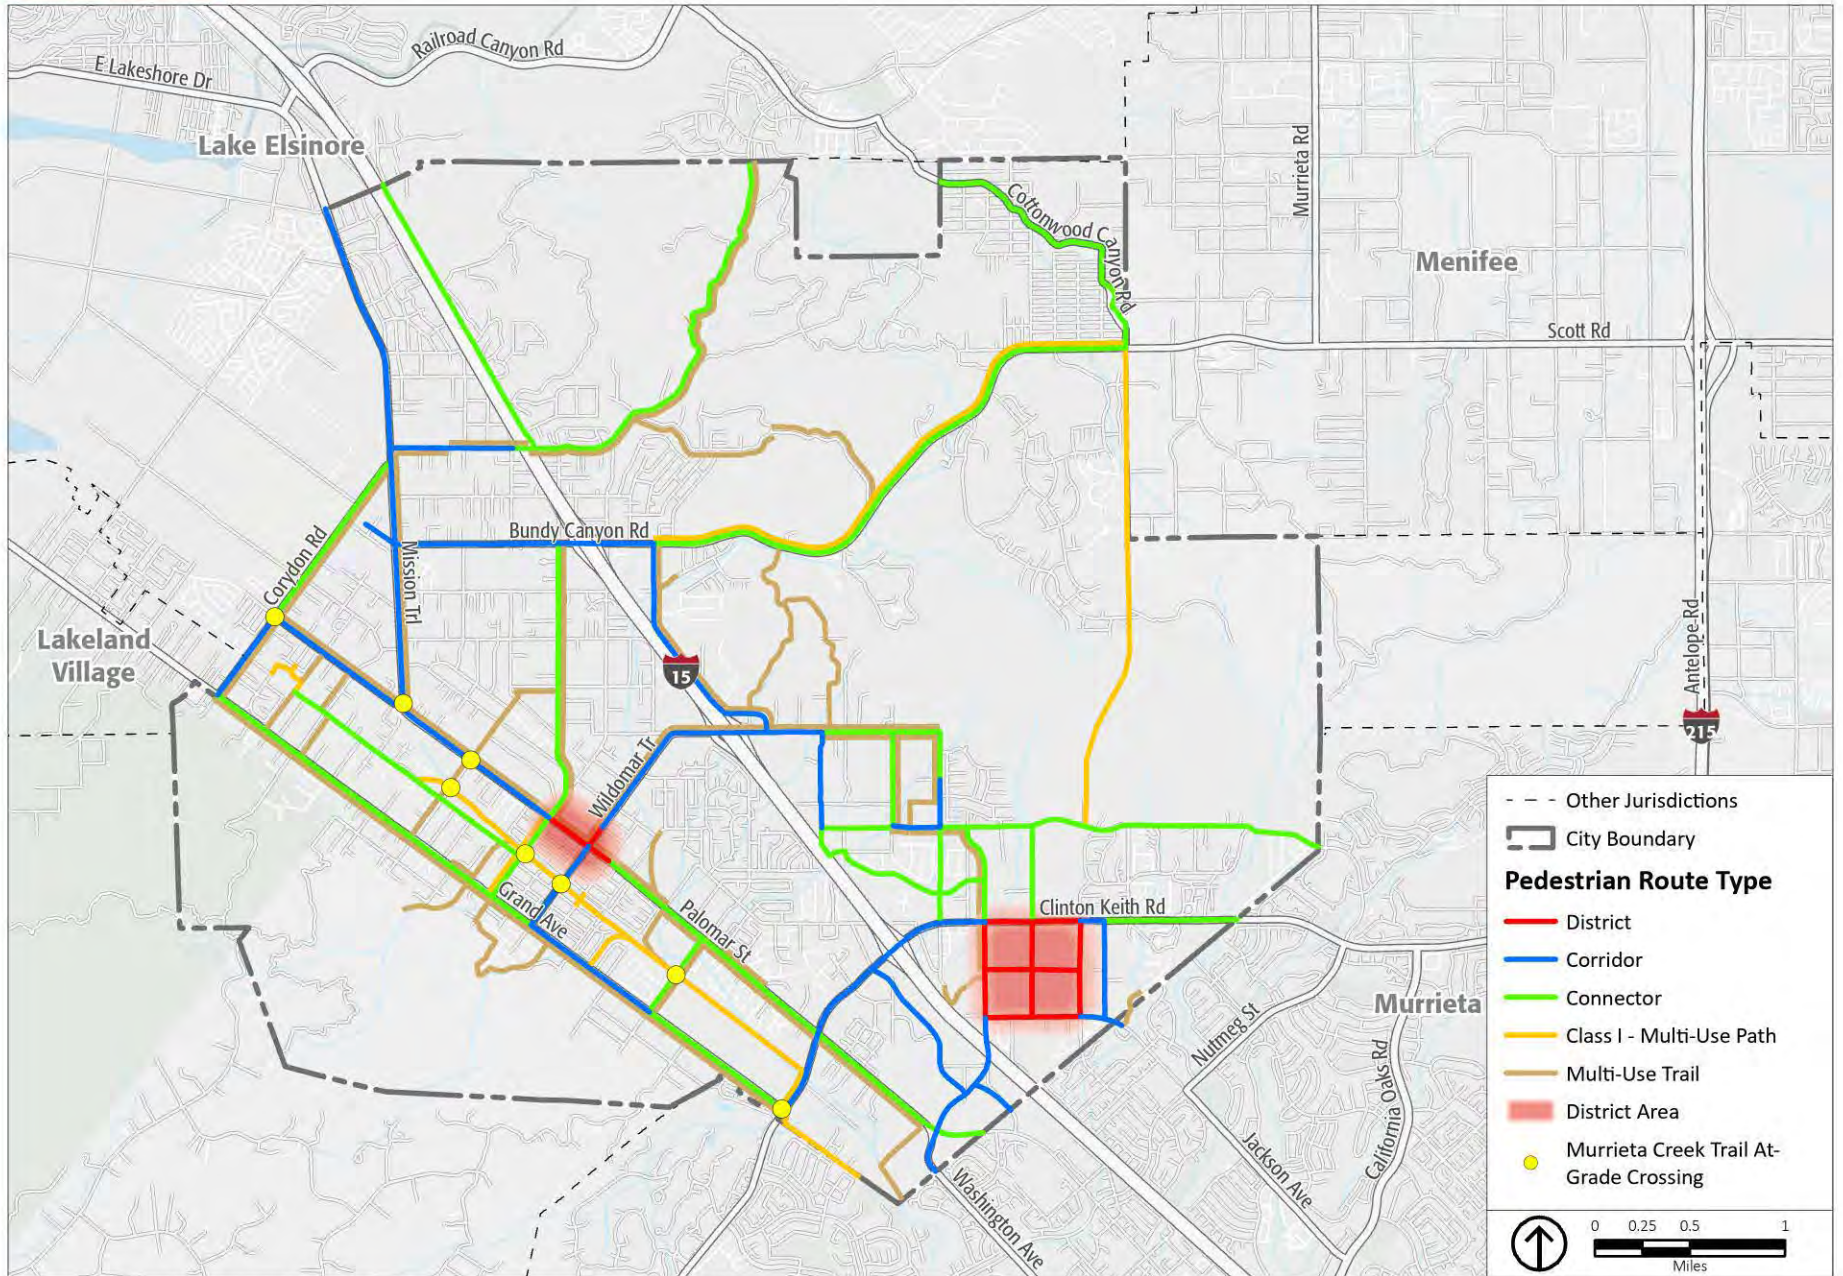 Railroad Canyon Rd
E Lakeshore Dr
Lake Elsinore
Murrieta Rd
Cottonwood Canyon Rd
Menifee
Scott Rd
Bundy Canyon Rd
Corydon Rd
Mission Trl
Lakeland
Village
15
Antelope Rd
215
Wildomar Tr
Grand Ave
Palomar St
Clinton Keith Rd
Murrieta
Nutmeg St
California Oaks Rd
Jackson Ave
Washington Ave
Other Jurisdictions
City Boundary
Pedestrian Route Type
District
Corridor
Connector
Class I - Multi-Use Path
Multi-Use Trail
District Area
Murrieta Creek Trail At-
Grade Crossing
0 0.25 0.5 1
Miles